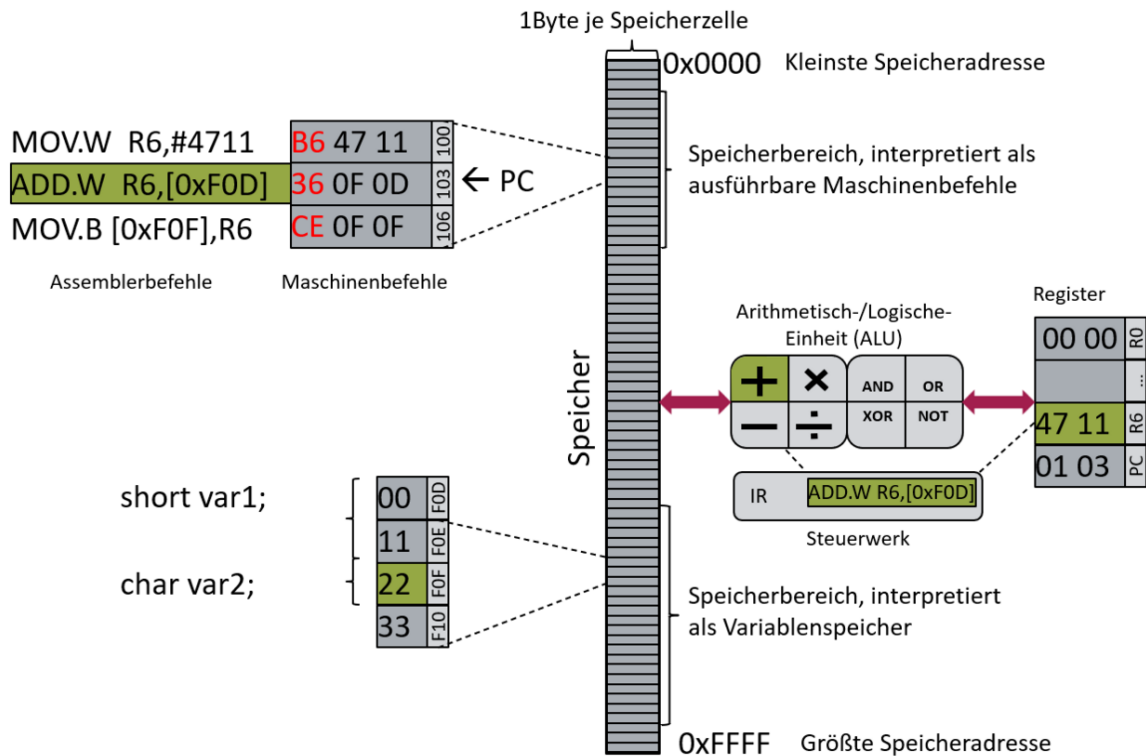 1Byte je Speicherzelle
0x0000 Kleinste Speicheradresse
MOV.W R6,#4711 B6 47 11 100
ADD.W R6,[0xF0D] 36 0F 0D 103 ← PC
MOV.B [0xF0F],R6 CE 0F 0F 106
Assemblerbefehle Maschinenbefehle
Speicherbereich, interpretiert als
ausführbare Maschinenbefehle
Speicher
Arithmetisch-/Logische-
Einheit (ALU)
+ × AND OR
− ÷ XOR NOT
IR ADD.W R6,[0xF0D]
Steuerwerk
Register
00 00 R0
...
47 11 R6
01 03 PC
short var1;
char var2;
00 F0D
11 F0E
22 F0F
33 F10
Speicherbereich, interpretiert
als Variablenspeicher
0xFFFF Größte Speicheradresse